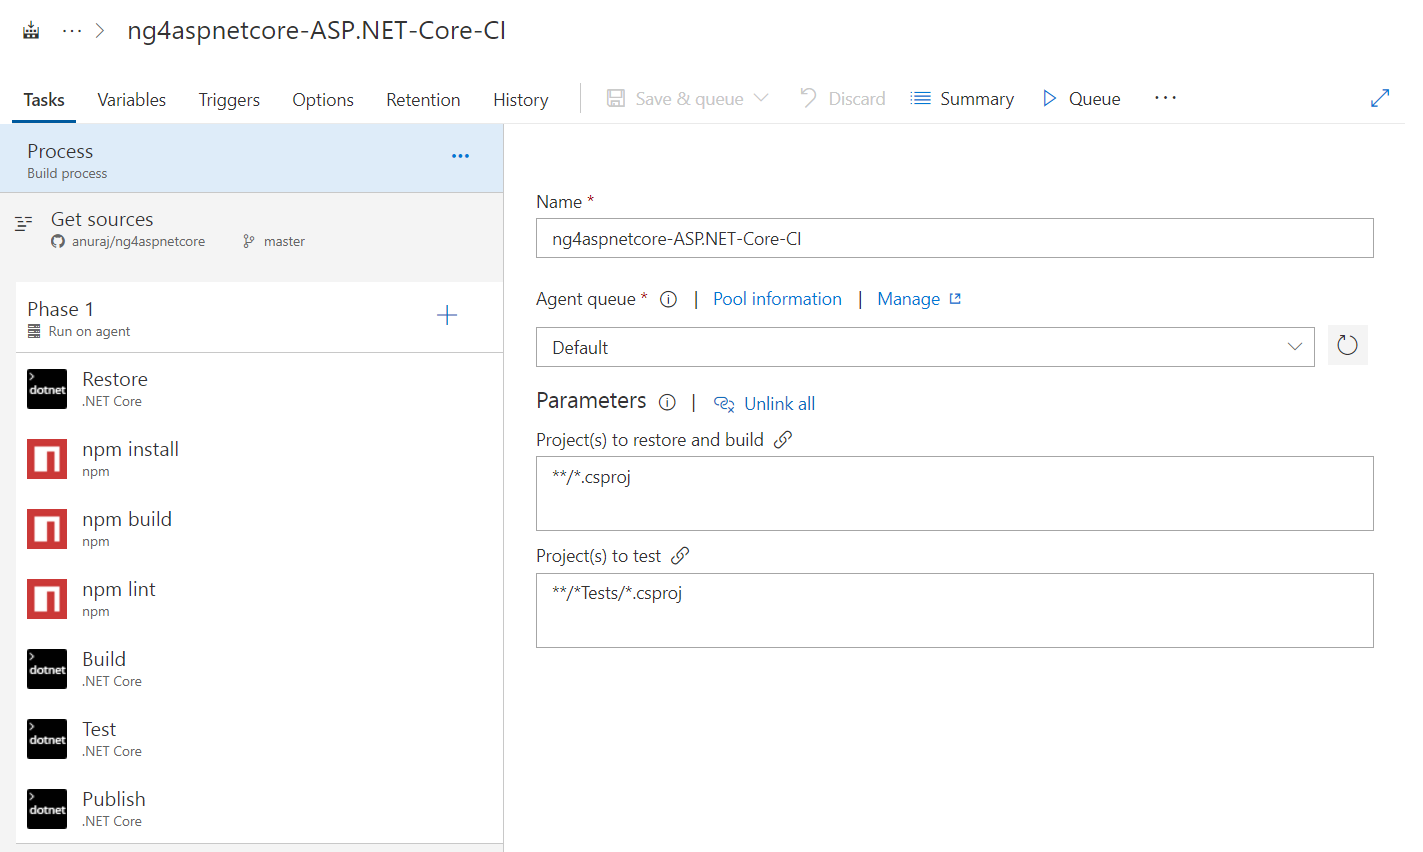 ng4aspnetcore-ASP.NET-Core-CI
Tasks Variables Triggers Options Retention History Save & queue Discard Summary Queue
Process
Build process
Get sources
anuraj/ng4aspnetcore master
Phase 1
Run on agent
dotnet Restore
.NET Core
npm install
npm
npm build
npm
npm lint
npm
dotnet Build
.NET Core
dotnet Test
.NET Core
dotnet Publish
.NET Core
Name *
ng4aspnetcore-ASP.NET-Core-CI
Agent queue * | Pool information | Manage
Default
Parameters | Unlink all
Project(s) to restore and build
**/*.csproj
Project(s) to test
**/*Tests/*.csproj